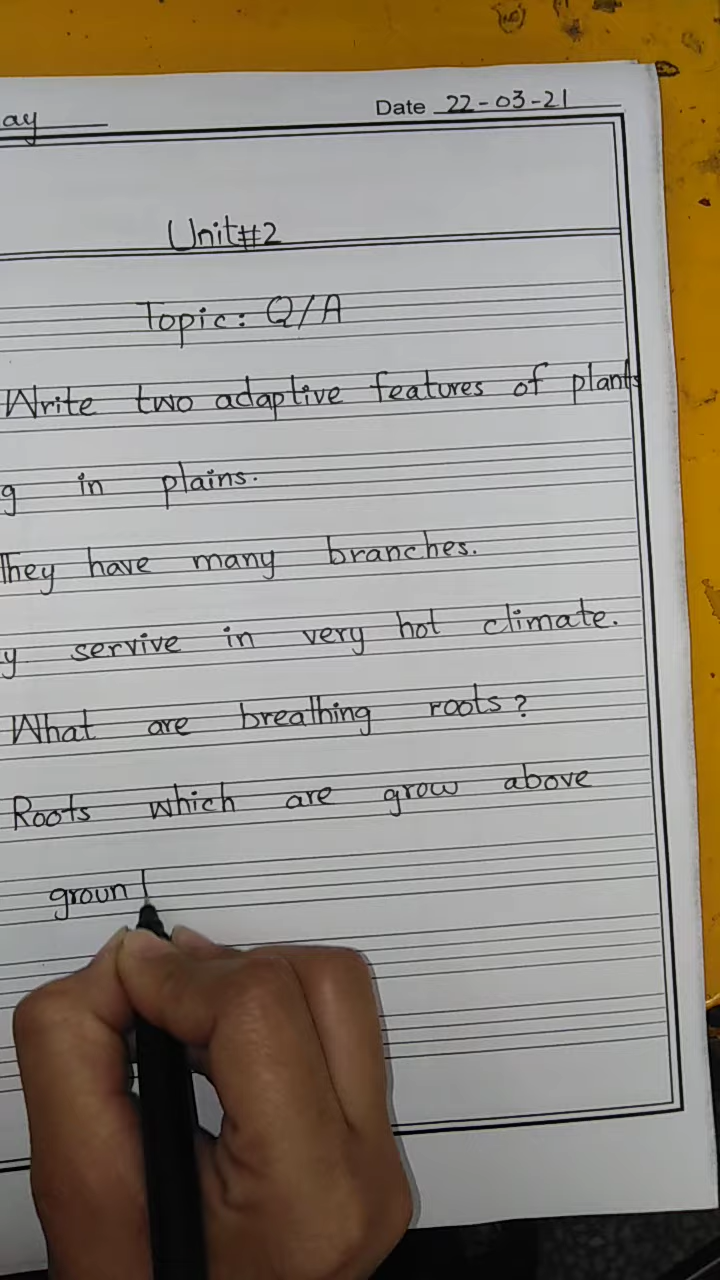 ay Date 22-03-21
Unit#2
Topic: Q/A
Write two adaptive features of plants
g in plains.
They have many branches.
y servive in very hot climate.
What are breathing roots?
Roots which are grow above
groun